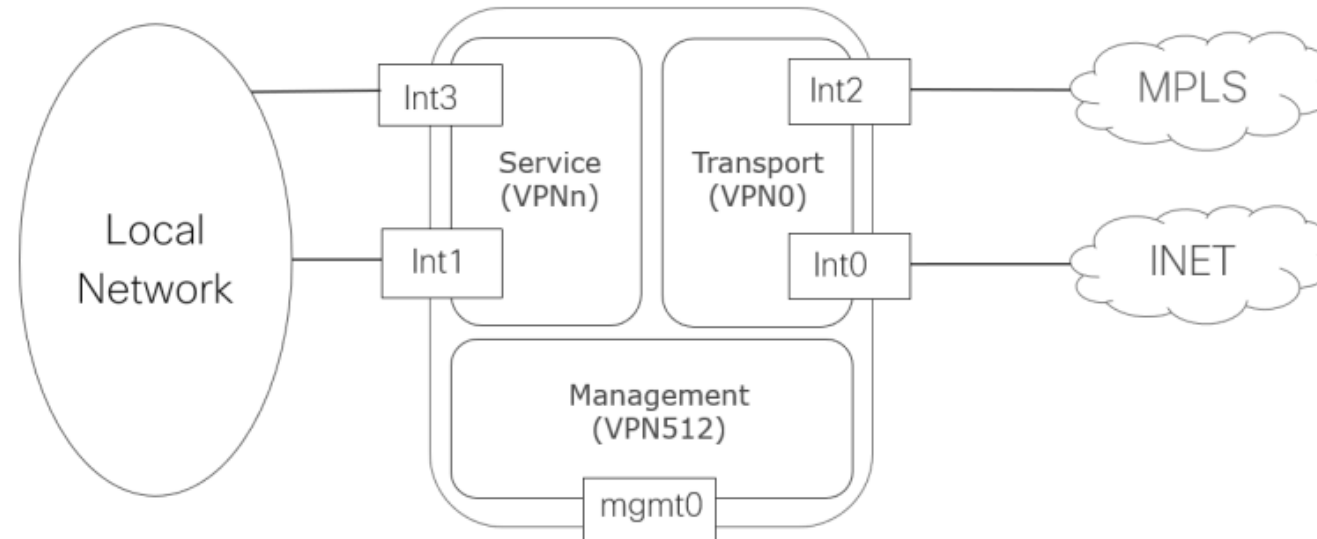 Local
Network
Int3
Int1
Service
(VPNn)
Transport
(VPN0)
Int2
Int0
MPLS
INET
Management
(VPN512)
mgmt0